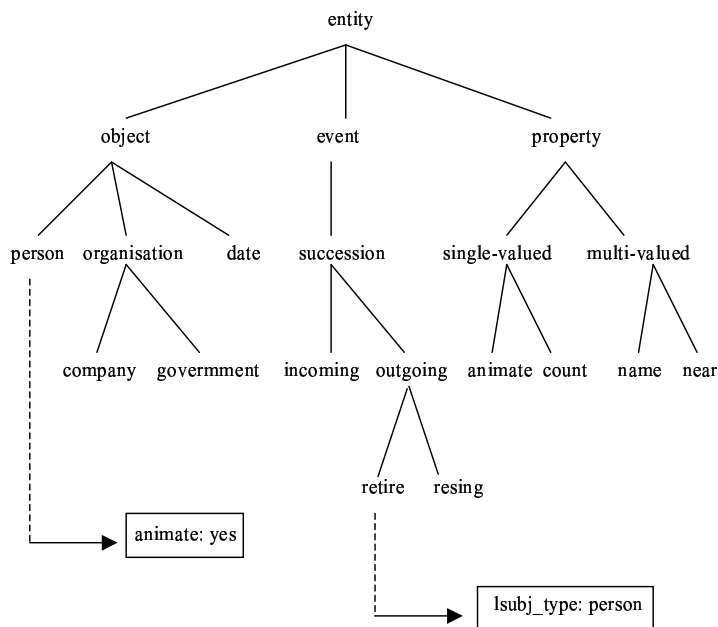 entity
object event property
person organisation date succession single-valued multi-valued
company governmment incoming outgoing animate count name near
retire resing
animate: yes
lsubj_type: person